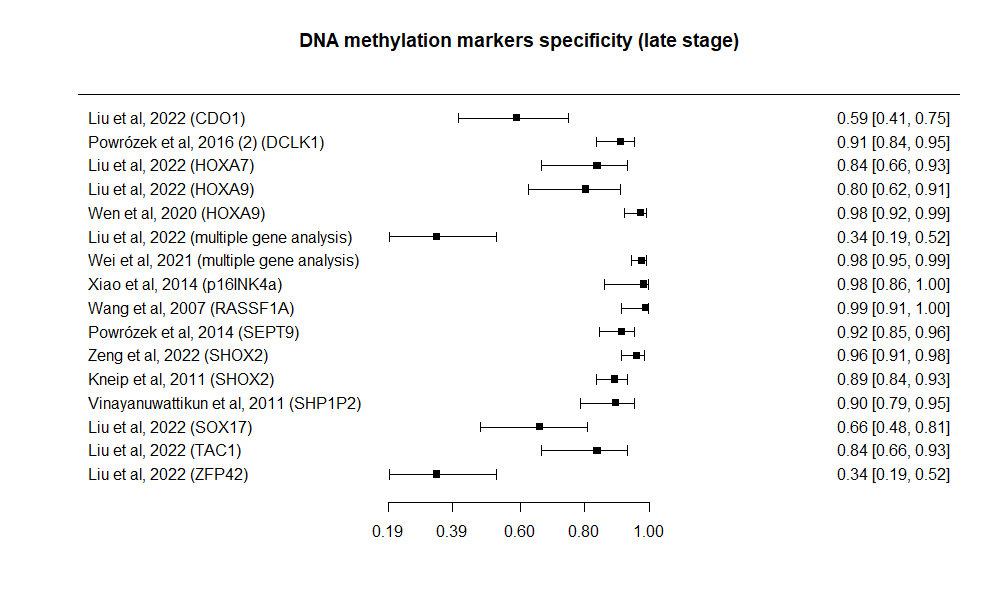 DNA methylation markers specificity (late stage)
Liu et al, 2022 (CDO1) 0.59 [0.41, 0.75]
Powrózek et al, 2016 (2) (DCLK1) 0.91 [0.84, 0.95]
Liu et al, 2022 (HOXA7) 0.84 [0.66, 0.93]
Liu et al, 2022 (HOXA9) 0.80 [0.62, 0.91]
Wen et al, 2020 (HOXA9) 0.98 [0.92, 0.99]
Liu et al, 2022 (multiple gene analysis) 0.34 [0.19, 0.52]
Wei et al, 2021 (multiple gene analysis) 0.98 [0.95, 0.99]
Xiao et al, 2014 (p16INK4a) 0.98 [0.86, 1.00]
Wang et al, 2007 (RASSF1A) 0.99 [0.91, 1.00]
Powrózek et al, 2014 (SEPT9) 0.92 [0.85, 0.96]
Zeng et al, 2022 (SHOX2) 0.96 [0.91, 0.98]
Kneip et al, 2011 (SHOX2) 0.89 [0.84, 0.93]
Vinayanuwattikun et al, 2011 (SHP1P2) 0.90 [0.79, 0.95]
Liu et al, 2022 (SOX17) 0.66 [0.48, 0.81]
Liu et al, 2022 (TAC1) 0.84 [0.66, 0.93]
Liu et al, 2022 (ZFP42) 0.34 [0.19, 0.52]
0.19 0.39 0.60 0.80 1.00